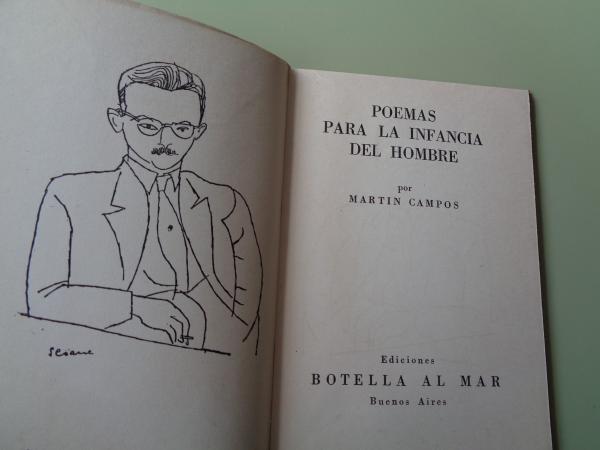 Seoane
POEMAS
PARA LA INFANCIA
DEL HOMBRE
por
MARTIN CAMPOS
Ediciones
BOTELLA AL MAR
Buenos Aires